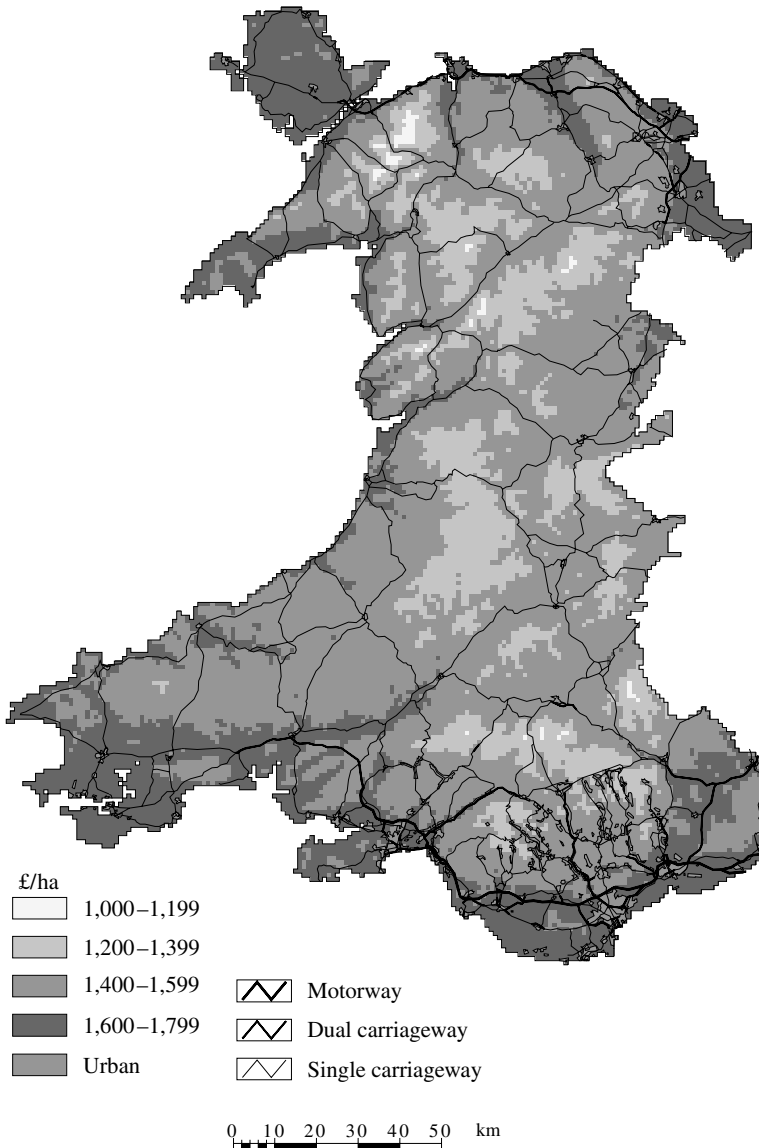 £/ha
1,000–1,199
1,200–1,399
1,400–1,599
1,600–1,799
Urban
Motorway
Dual carriageway
Single carriageway
0 10 20 30 40 50 km